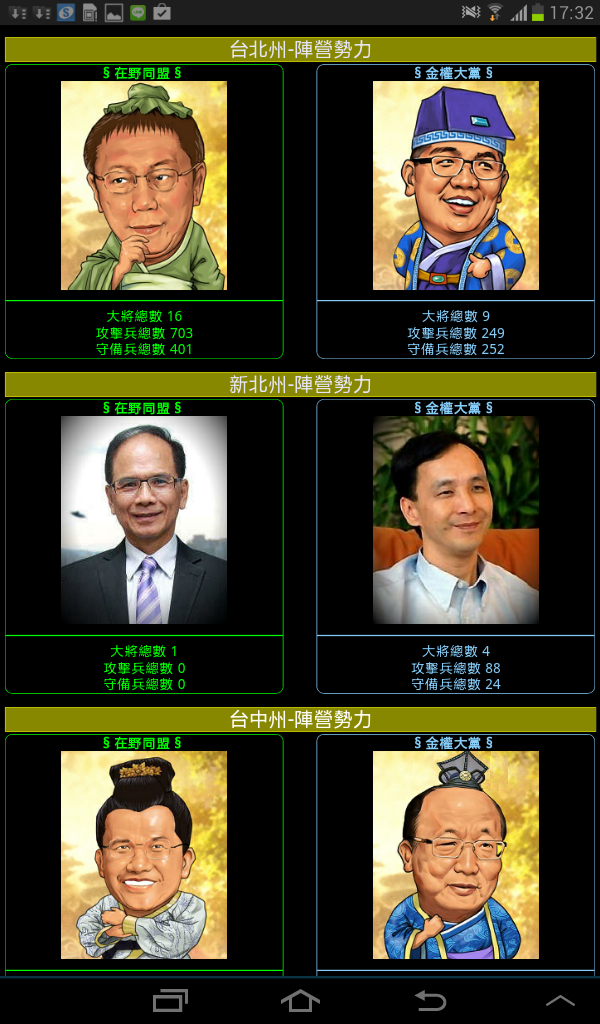 17:32
台北州-陣營勢力
§ 在野同盟 §
§ 金權大黨 §
大將總數 16
攻擊兵總數 703
守備兵總數 401
大將總數 9
攻擊兵總數 249
守備兵總數 252
新北州-陣營勢力
§ 在野同盟 §
§ 金權大黨 §
大將總數 1
攻擊兵總數 0
守備兵總數 0
大將總數 4
攻擊兵總數 88
守備兵總數 24
台中州-陣營勢力
§ 在野同盟 §
§ 金權大黨 §